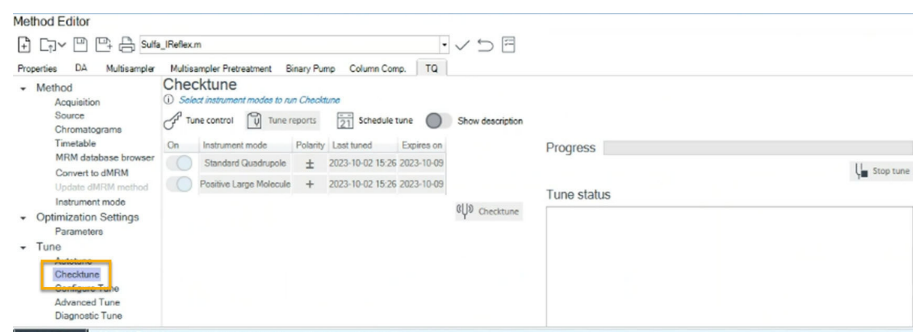 Method Editor
Sulfa_IReflex.m
Properties DA Multisampler Multisampler Pretreatment Binary Pump Column Comp. TQ
Method
Acquisition
Source
Chromatograms
Timetable
MRM database browser
Convert to dMRM
Update dMRM method
Instrument mode
Optimization Settings
Parameters
Tune
Autotune
Checktune
Configure Tune
Advanced Tune
Diagnostic Tune
Checktune
Select instrument modes to run Checktune
Tune control Tune reports 21 Schedule tune Show description
On Instrument mode Polarity Last tuned Expires on
Standard Quadrupole ± 2023-10-02 15:26 2023-10-09
Positive Large Molecule + 2023-10-02 15:26 2023-10-09
Checktune
Progress
Stop tune
Tune status